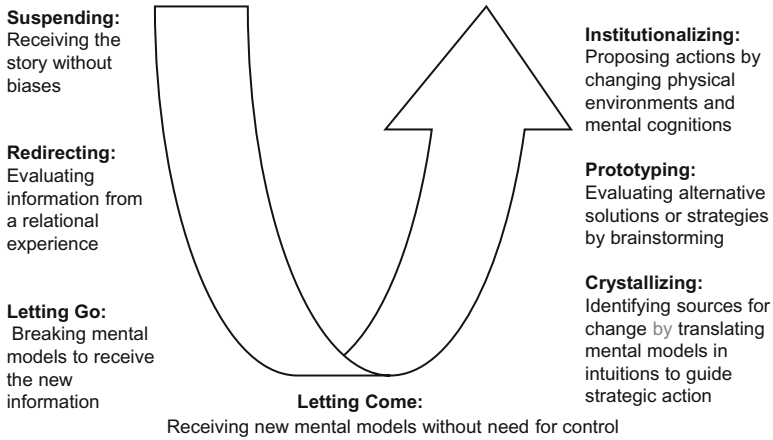 Suspending:
Receiving the
story without
biases
Redirecting:
Evaluating
information from
a relational
experience
Letting Go:
Breaking mental
models to receive
the new
information
Letting Come:
Receiving new mental models without need for control
Crystallizing:
Identifying sources for
change by translating
mental models in
intuitions to guide
strategic action
Prototyping:
Evaluating alternative
solutions or strategies
by brainstorming
Institutionalizing:
Proposing actions by
changing physical
environments and
mental cognitions